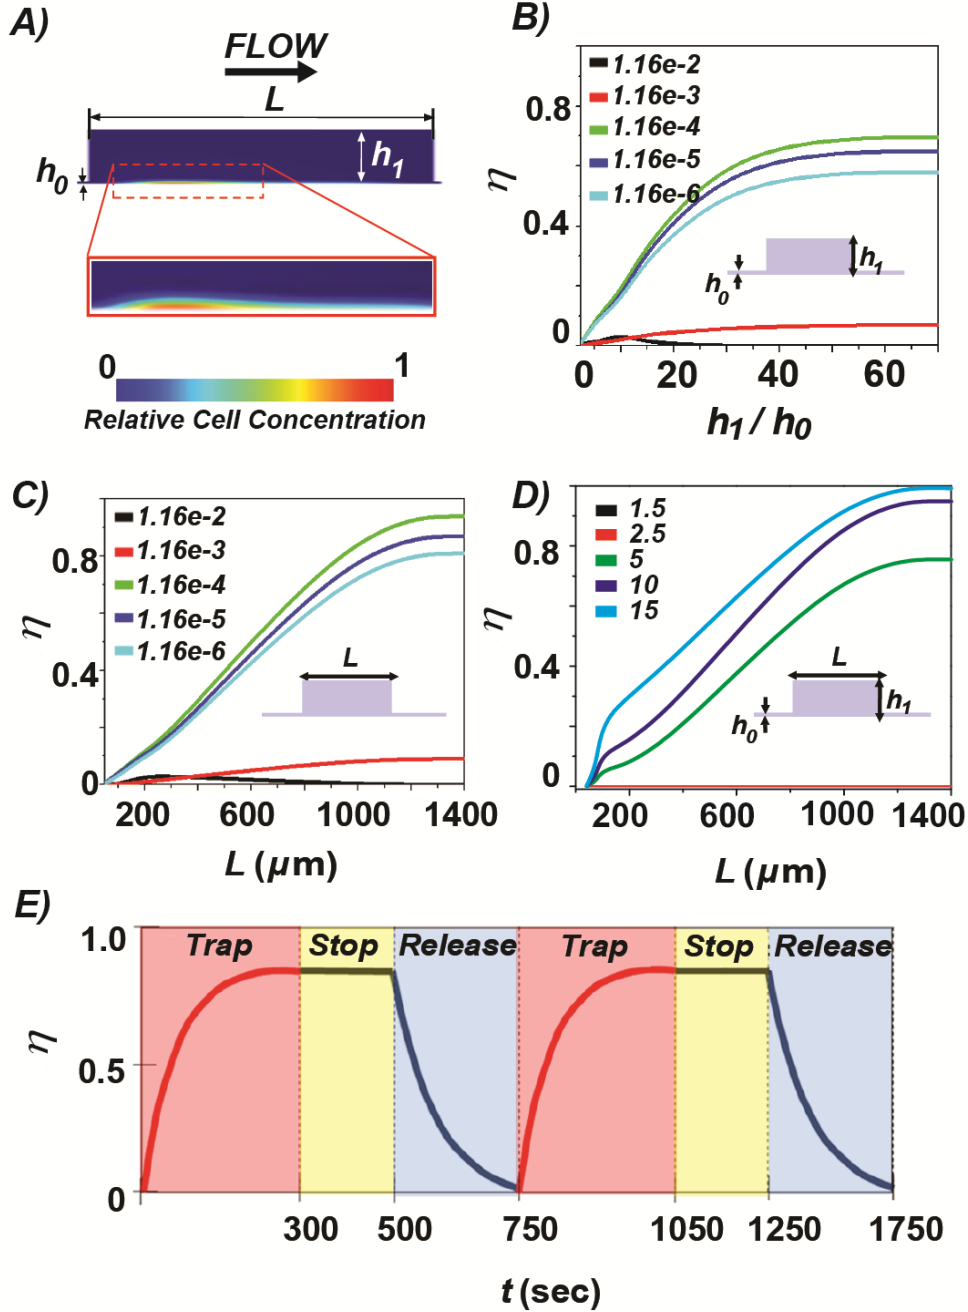 A)
FLOW
L
h0
h1
0 1
Relative Cell Concentration
B)
1.16e-2
1.16e-3
1.16e-4
1.16e-5
1.16e-6
0.8
0.4
0
η
h0
h1
0 20 40 60
h1 / h0
C)
1.16e-2
1.16e-3
1.16e-4
1.16e-5
1.16e-6
0.8
0.4
0
η
L
200 600 1000 1400
L (µm)
D)
1.5
2.5
5
10
15
0.8
0.4
0
η
L
h0
h1
200 600 1000 1400
L (µm)
E)
1.0
0.5
0
η
Trap Stop Release Trap Stop Release
300 500 750 1050 1250 1750
t (sec)